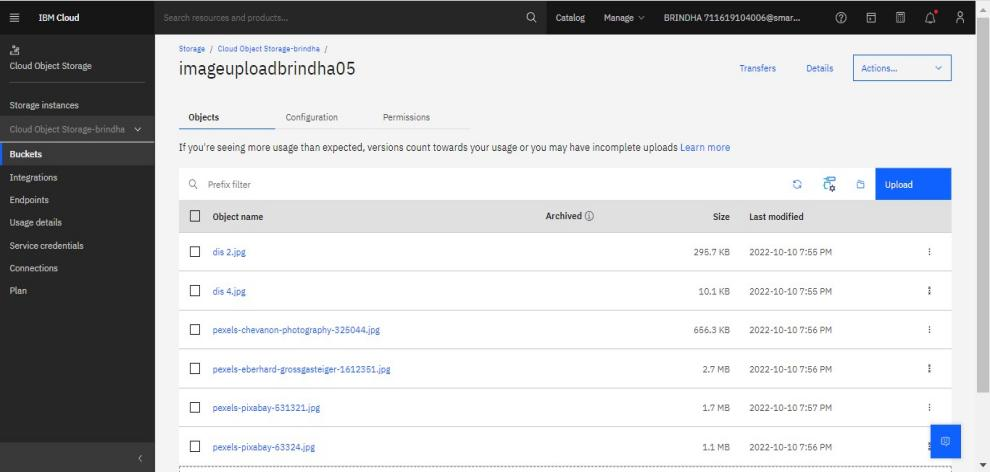 IBM Cloud
Search resources and products...
Catalog
Manage
BRINDHA 711619104006@smar...
Cloud Object Storage
Storage instances
Cloud Object Storage-brindha
Buckets
Integrations
Endpoints
Usage details
Service credentials
Connections
Plan
Storage / Cloud Object Storage-brindha /
imageuploadbrindha05
Transfers
Details
Actions...
Objects
Configuration
Permissions
If you're seeing more usage than expected, versions count towards your usage or you may have incomplete uploads Learn more
Prefix filter
Upload
Object name Archived Size Last modified
dis 2.jpg 295.7 KB 2022-10-10 7:55 PM
dis 4.jpg 10.1 KB 2022-10-10 7:55 PM
pexels-chevanon-photography-325044.jpg 656.3 KB 2022-10-10 7:56 PM
pexels-eberhard-grossgasteiger-1612351.jpg 2.7 MB 2022-10-10 7:56 PM
pexels-pixabay-531321.jpg 1.7 MB 2022-10-10 7:57 PM
pexels-pixabay-63324.jpg 1.1 MB 2022-10-10 7:56 PM